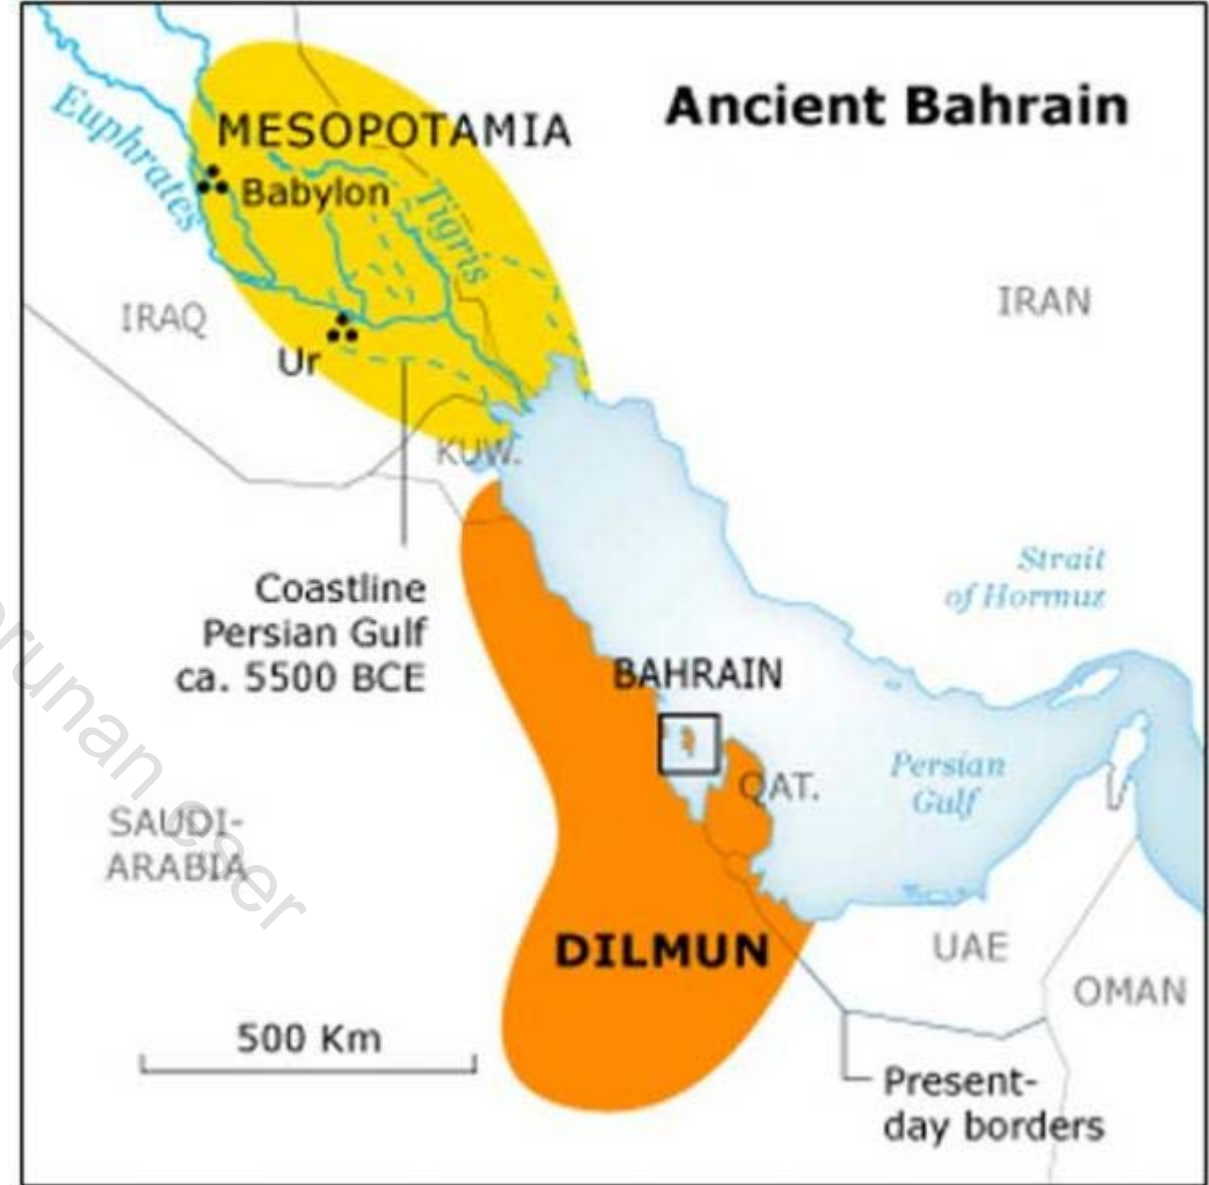 Ancient Bahrain
Euphrates
MESOPOTAMIA
Babylon
Tigris
IRAN
IRAQ
Ur
KUW.
Strait
of Hormuz
Coastline
Persian Gulf
ca. 5500 BCE
BAHRAIN
Persian
Gulf
QAT.
SAUDI-
ARABIA
DILMUN
UAE
OMAN
500 Km
Present-
day borders
eser